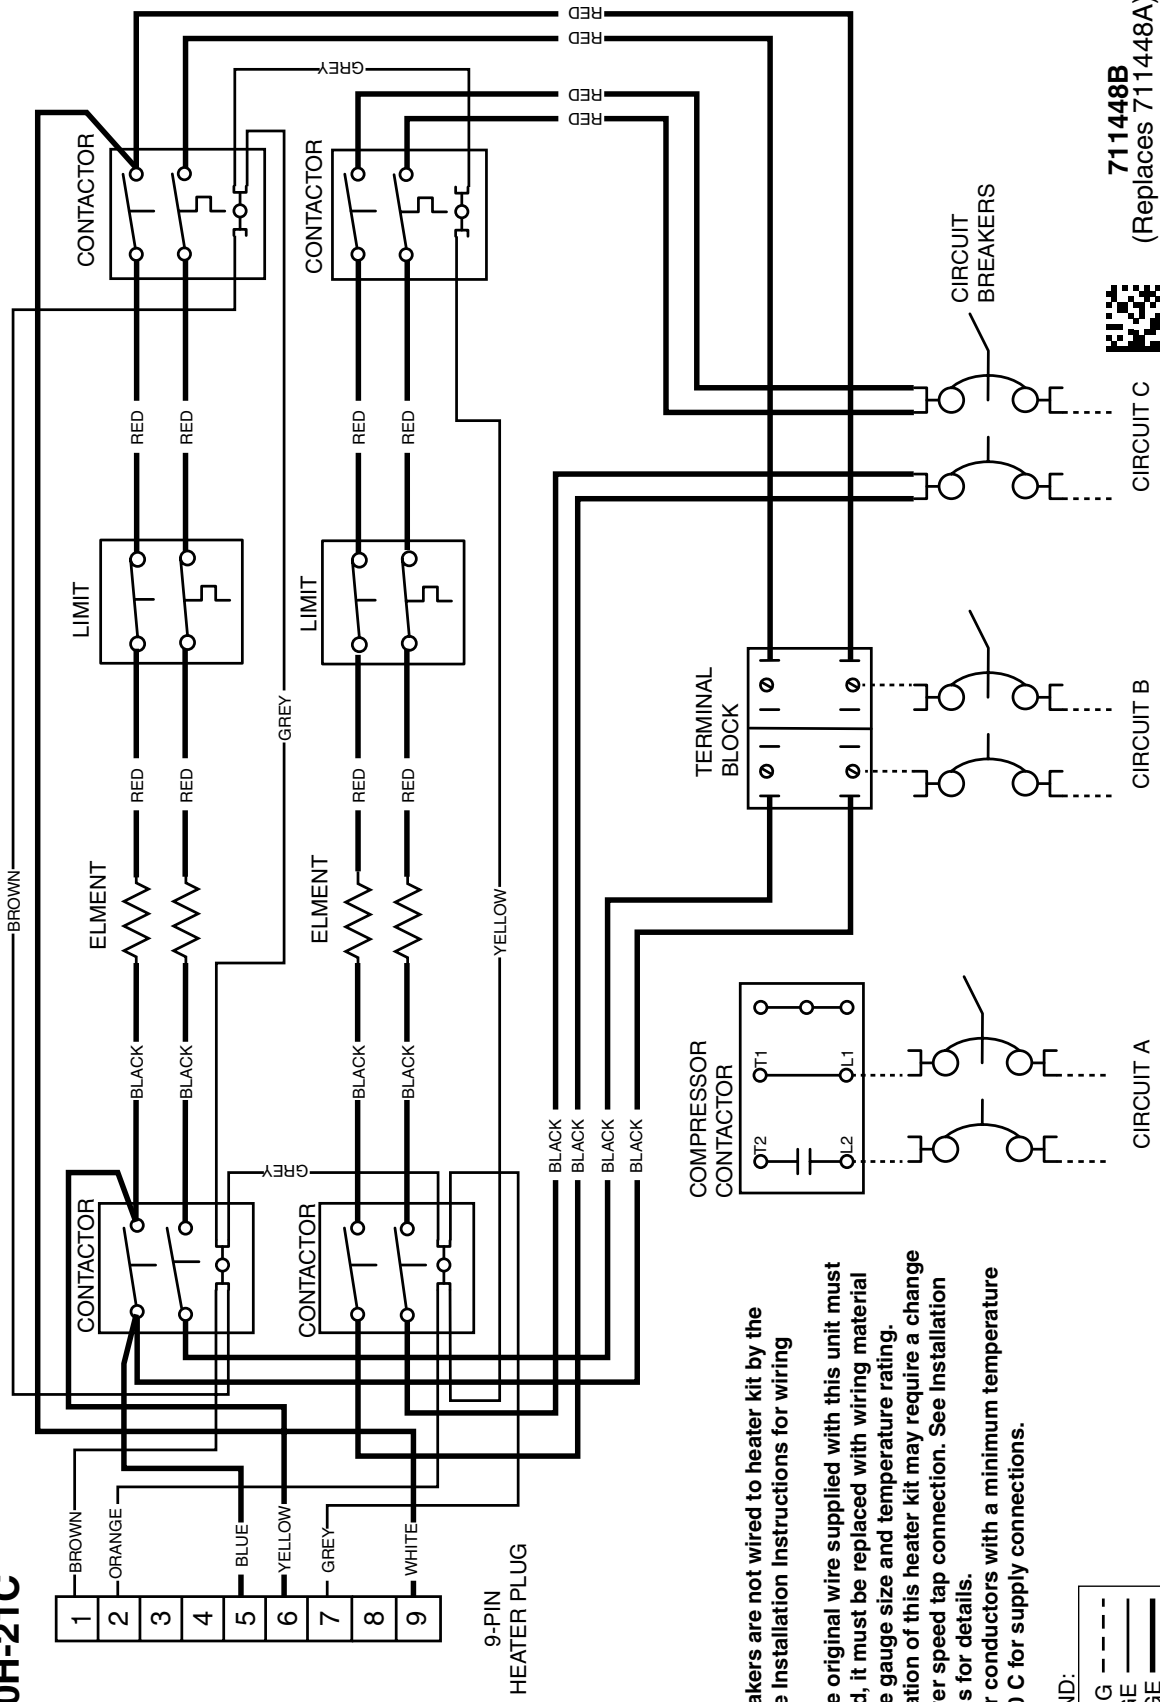 0H-21C
BROWN
CONTACTOR
GREY
RED
RED
RED
RED
CONTACTOR
RED
RED
RED
RED
LIMIT
LIMIT
GREY
RED
RED
RED
RED
ELMENT
ELMENT
YELLOW
BLACK
BLACK
BLACK
BLACK
CONTACTOR
GREY
CONTACTOR
BLACK
BLACK
BLACK
BLACK
1
2
3
4
5
6
7
8
9
BROWN
ORANGE
BLUE
YELLOW
GREY
WHITE
9-PIN
HEATER PLUG
COMPRESSOR
CONTACTOR
T2
T1
L2
L1
TERMINAL
BLOCK
CIRCUIT
BREAKERS
CIRCUIT A
CIRCUIT B
CIRCUIT C
are not wired to heater kit by the
Installation Instructions for wiring
original wire supplied with this unit must
it must be replaced with wiring material
gauge size and temperature rating.
of this heater kit may require a change
speed tap connection. See Installation
for details.
conductors with a minimum temperature
C for supply connections.
711448B
(Replaces 711448A)